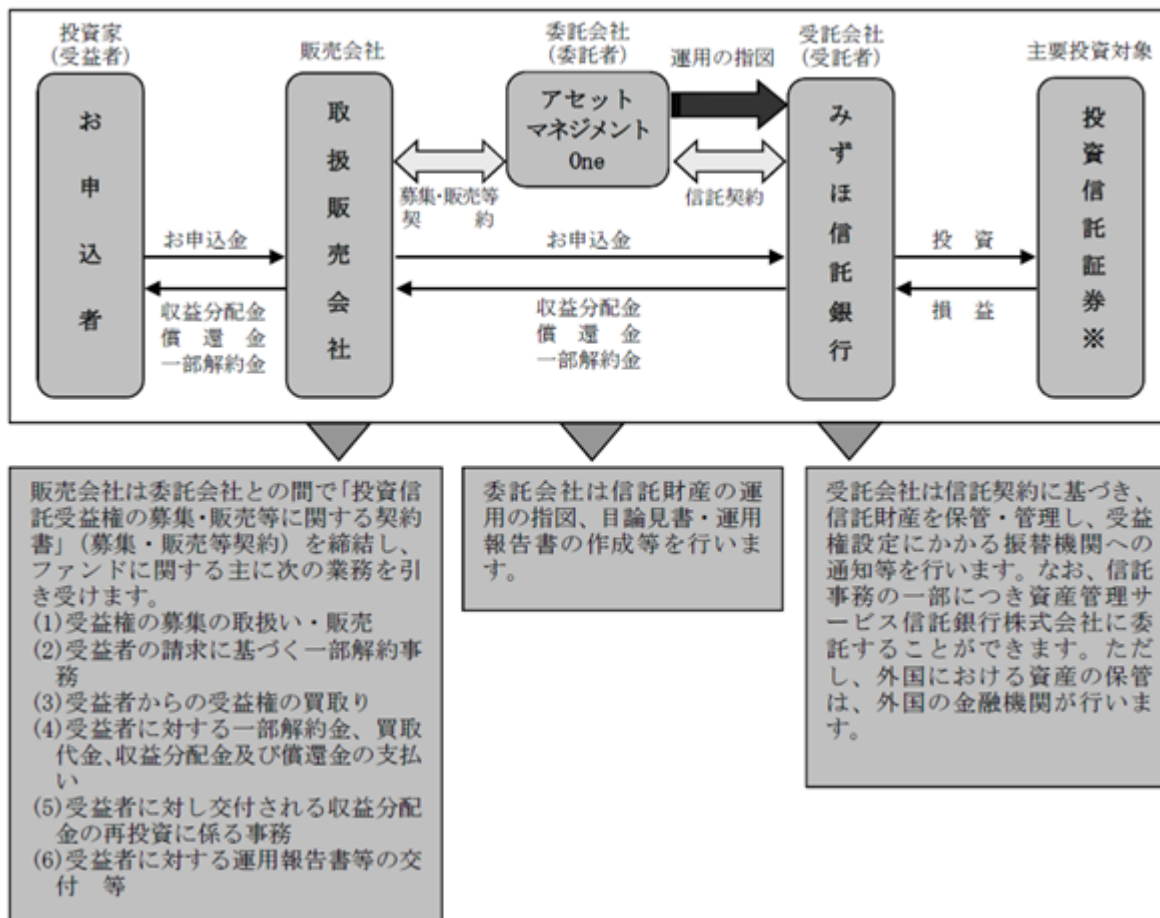 投資家
(受益者)
販売会社
委託会社
(委託者)
運用の指図
受託会社
(受託者)
主要投資対象
お申込者
取扱販売会社
アセット
マネジメント
One
みずほ信託銀行
投資信託証券※
募集・販売等
契　　約
信託契約
お申込金
お申込金
投　資
収益分配金
償　還　金
一部解約金
収益分配金
償　還　金
一部解約金
損　益
販売会社は委託会社との間で「投資信
託受益権の募集・販売等に関する契約
書」（募集・販売等契約）を締結し、
ファンドに関する主に次の業務を引
き受けます。
(1)受益権の募集の取扱い・販売
(2)受益者の請求に基づく一部解約事
務
(3)受益者からの受益権の買取り
(4)受益者に対する一部解約金、買取
代金、収益分配金及び償還金の支払
い
(5)受益者に対し交付される収益分配
金の再投資に係る事務
(6)受益者に対する運用報告書等の交
付　等
委託会社は信託財産の運
用の指図、目論見書・運用
報告書の作成等を行いま
す。
受託会社は信託契約に基づき、
信託財産を保管・管理し、受益
権設定にかかる振替機関への
通知等を行います。なお、信託
事務の一部につき資産管理サ
ービス信託銀行株式会社に委
託することができます。ただ
し、外国における資産の保管
は、外国の金融機関が行いま
す。